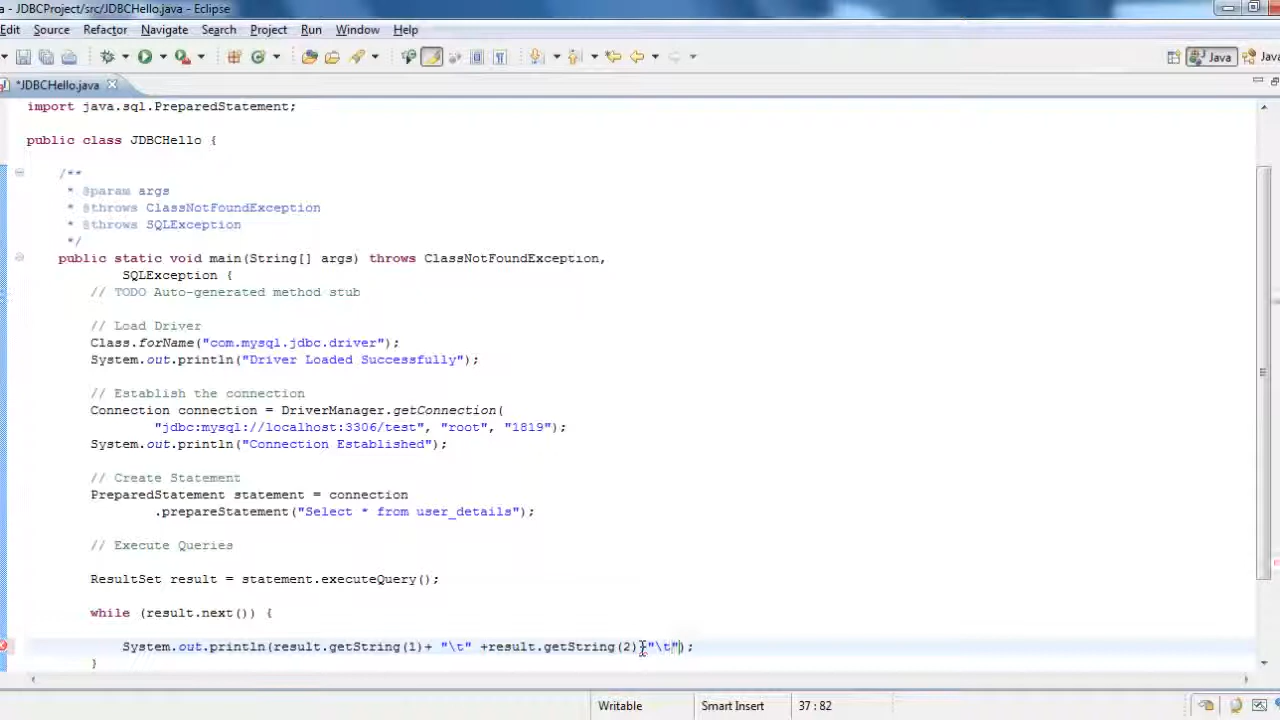 a - JDBCProject/src/JDBCHello.java - Eclipse
Edit Source Refactor Navigate Search Project Run Window Help
Java
*JDBCHello.java
import java.sql.PreparedStatement;
public class JDBCHello {
/**
* @param args
* @throws ClassNotFoundException
* @throws SQLException
*/
public static void main(String[] args) throws ClassNotFoundException,
SQLException {
// TODO Auto-generated method stub
// Load Driver
Class.forName("com.mysql.jdbc.driver");
System.out.println("Driver Loaded Successfully");
// Establish the connection
Connection connection = DriverManager.getConnection(
"jdbc:mysql://localhost:3306/test", "root", "1819");
System.out.println("Connection Established");
// Create Statement
PreparedStatement statement = connection
.prepareStatement("Select * from user_details");
// Execute Queries
ResultSet result = statement.executeQuery();
while (result.next()) {
System.out.println(result.getString(1)+ "\t" +result.getString(2) "\t");
}
Writable Smart Insert 37 : 82